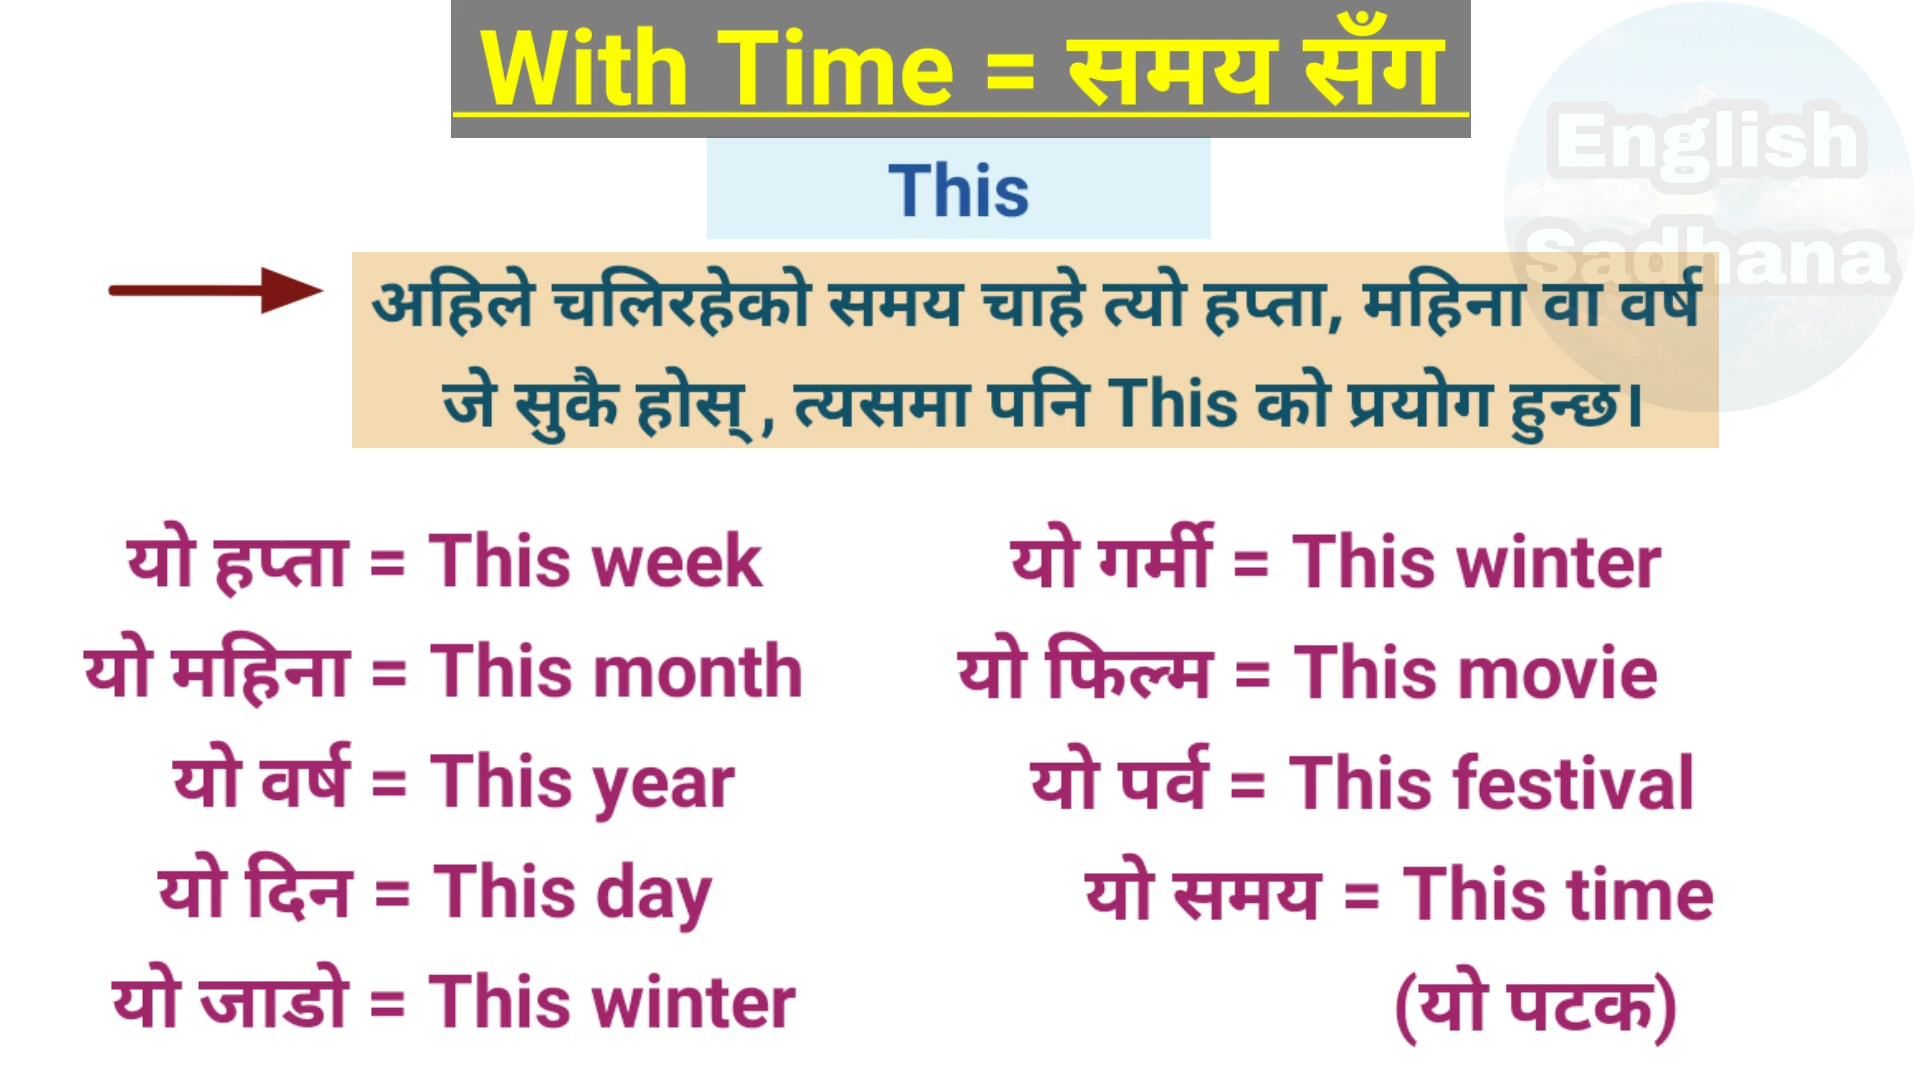 With Time = समय सँग
English
Sadhana
This
अहिले चलिरहेको समय चाहे त्यो हप्ता, महिना वा वर्ष
जे सुकै होस् , त्यसमा पनि This को प्रयोग हुन्छ।
यो हप्ता = This week
यो महिना = This month
यो वर्ष = This year
यो दिन = This day
यो जाडो = This winter
यो गर्मी = This winter
यो फिल्म = This movie
यो पर्व = This festival
यो समय = This time
(यो पटक)